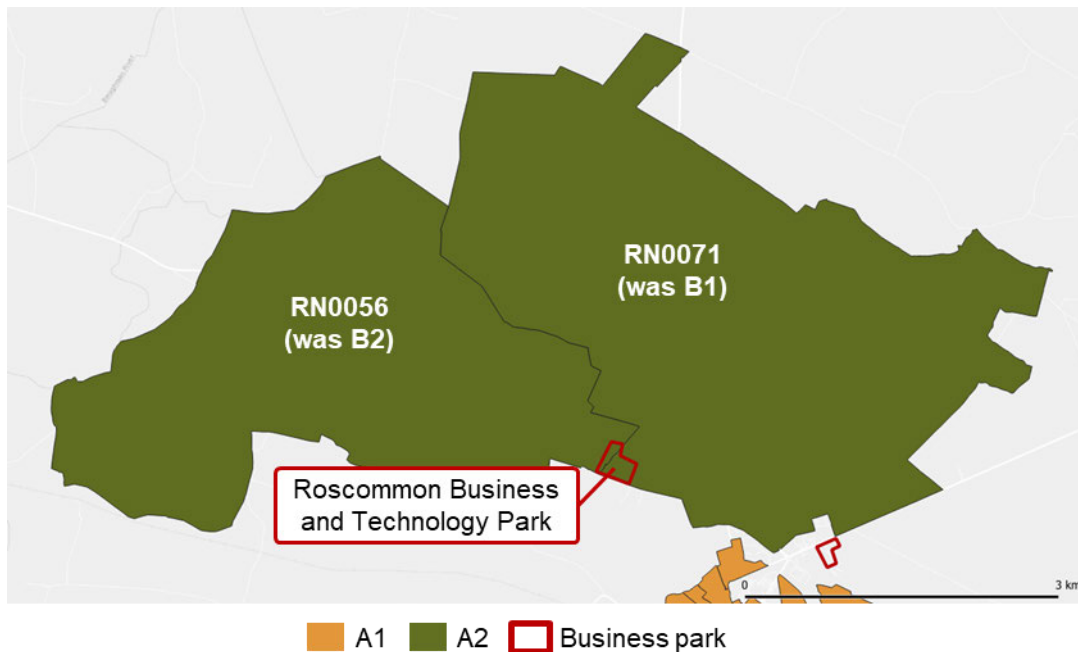 RN0071
(was B1)
RN0056
(was B2)
Roscommon Business
and Technology Park
0
3 km
A1
A2
Business park